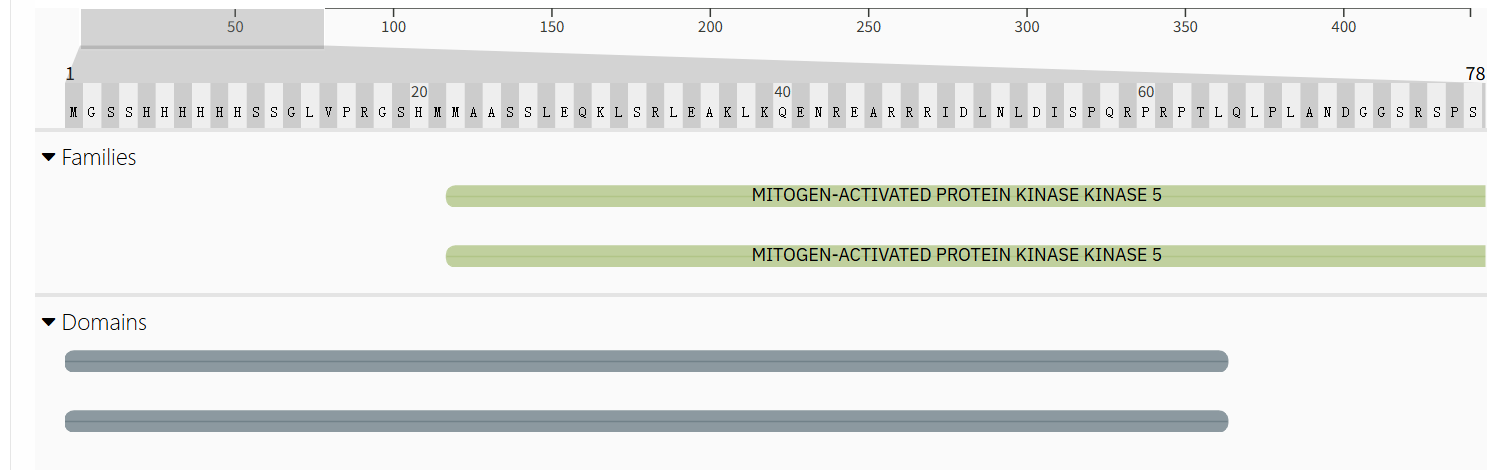 50 100 150 200 250 300 350 400
1 78
20 40 60
M G S S H H H H H H S S G L V P R G S H M M A A S S L E Q K L S R L E A K L K Q E N R E A R R R I D L N L D I S P Q R P R P T L Q L P L A N D G G S R S P S
Families
MITOGEN-ACTIVATED PROTEIN KINASE KINASE 5
MITOGEN-ACTIVATED PROTEIN KINASE KINASE 5
Domains